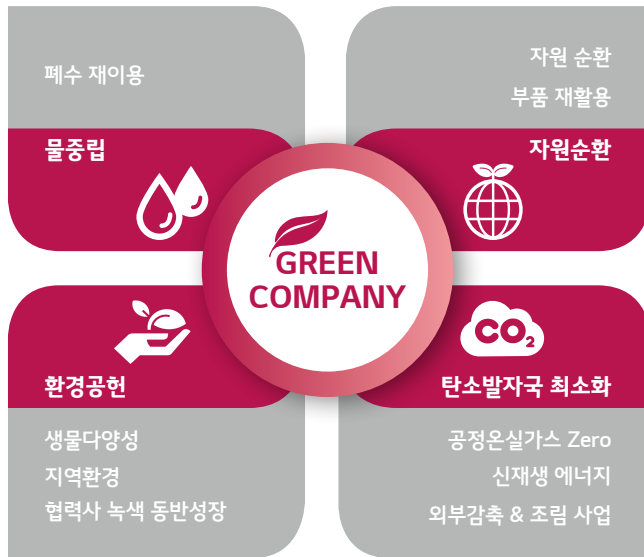 폐수 재이용
물중립
자원 순환
부품 재활용
자원순환
GREEN
COMPANY
환경공헌
생물다양성
지역환경
협력사 녹색 동반성장
CO₂
탄소발자국 최소화
공정온실가스 Zero
신재생 에너지
외부감축 & 조림 사업